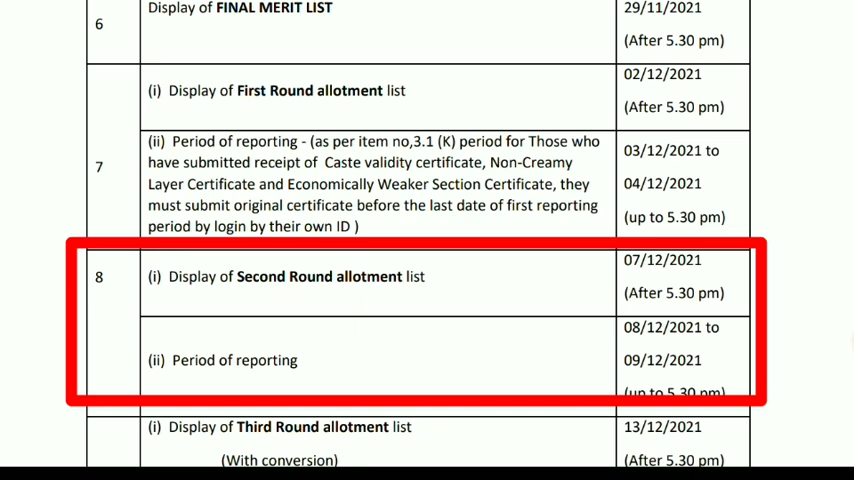 6
Display of FINAL MERIT LIST
29/11/2021
(After 5.30 pm)
7
(i) Display of First Round allotment list
02/12/2021
(After 5.30 pm)
(ii) Period of reporting - (as per item no,3.1 (K) period for Those who
have submitted receipt of Caste validity certificate, Non-Creamy
Layer Certificate and Economically Weaker Section Certificate, they
must submit original certificate before the last date of first reporting
period by login by their own ID )
03/12/2021 to
04/12/2021
(up to 5.30 pm)
8
(i) Display of Second Round allotment list
07/12/2021
(After 5.30 pm)
(ii) Period of reporting
08/12/2021 to
09/12/2021
(up to 5.30 pm)
(i) Display of Third Round allotment list
(With conversion)
13/12/2021
(After 5.30 pm)